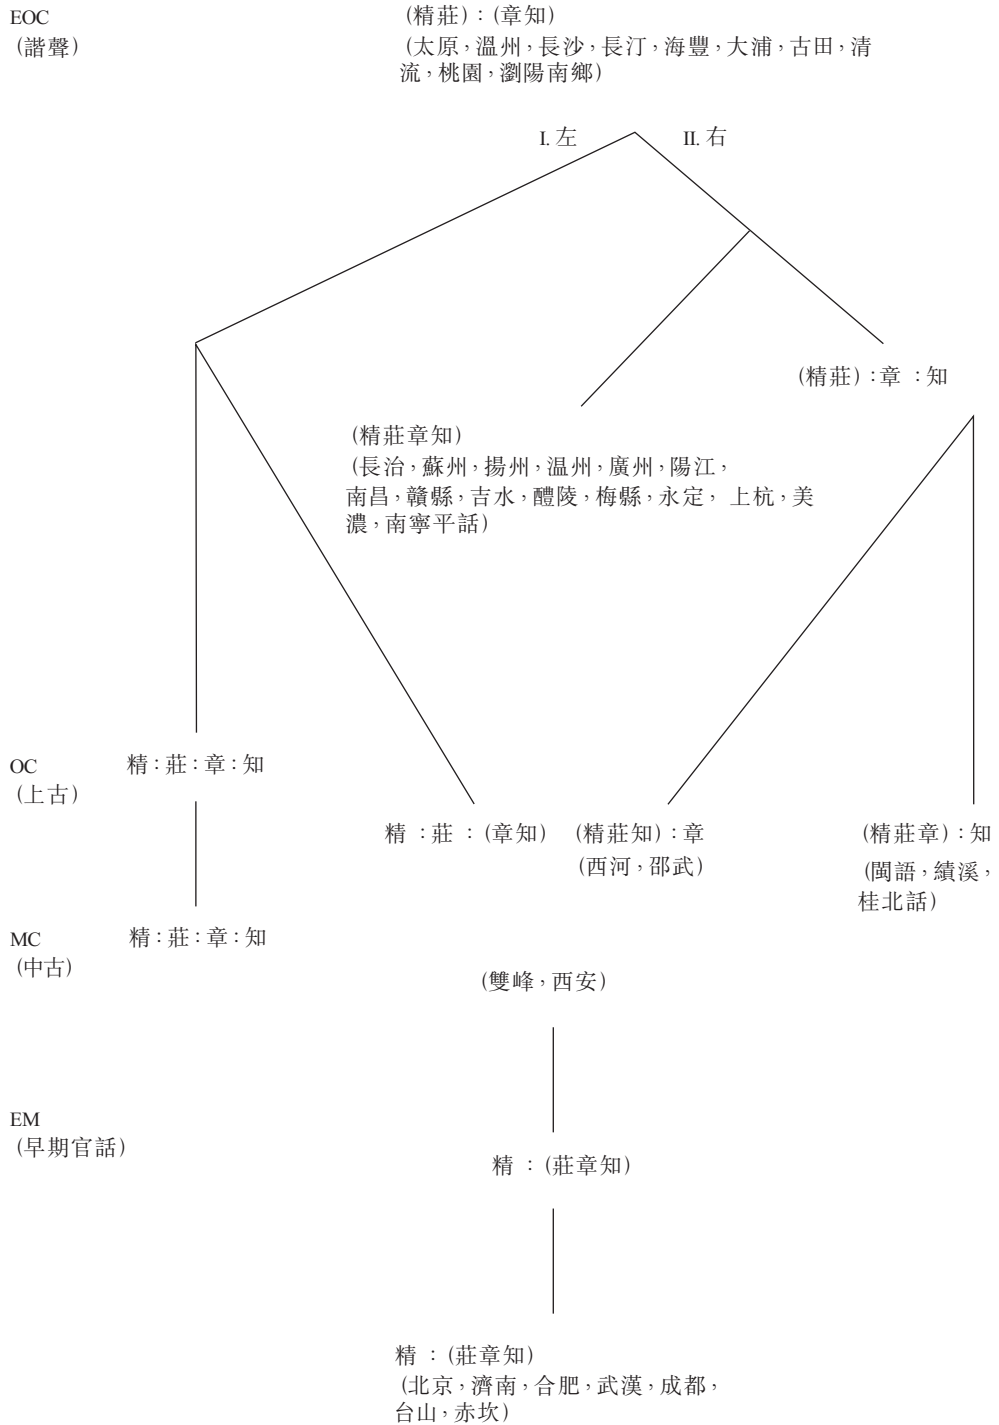 EOC
(諧聲)
(精莊)：(章知)
(太原，溫州，長沙，長汀，海豐，大浦，古田，清
流，桃園，瀏陽南鄉)
I. 左
II. 右
(精莊)：章 ：知
(精莊章知)
(長治，蘇州，揚州，温州，廣州，陽江，
南昌，贛縣，吉水，醴陵，梅縣，永定， 上杭，美
濃，南寧平話)
OC
(上古)
精：莊：章：知
精 ：莊 ：(章知)
(精莊知)：章
(西河，邵武)
(精莊章)：知
(閩語，績溪，
桂北話)
MC
(中古)
精：莊：章：知
(雙峰，西安)
EM
(早期官話)
精 ：(莊章知)
精 ：(莊章知)
(北京，濟南，合肥，武漢，成都，
台山，赤坎)